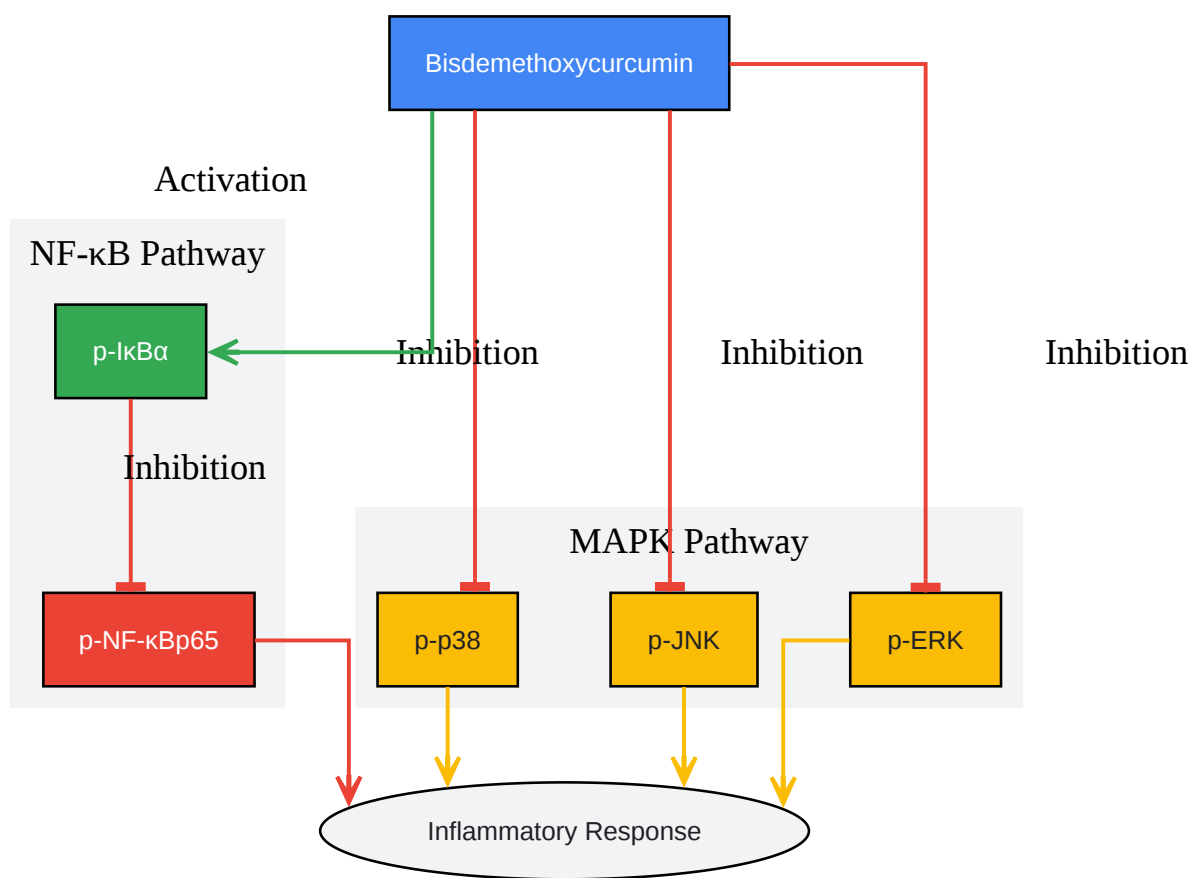 Bisdemethoxycurcumin
Activation
NF-κB Pathway
p-IκBα
Inhibition
Inhibition
Inhibition
Inhibition
MAPK Pathway
p-NF-κBp65
p-p38
p-JNK
p-ERK
Inflammatory Response